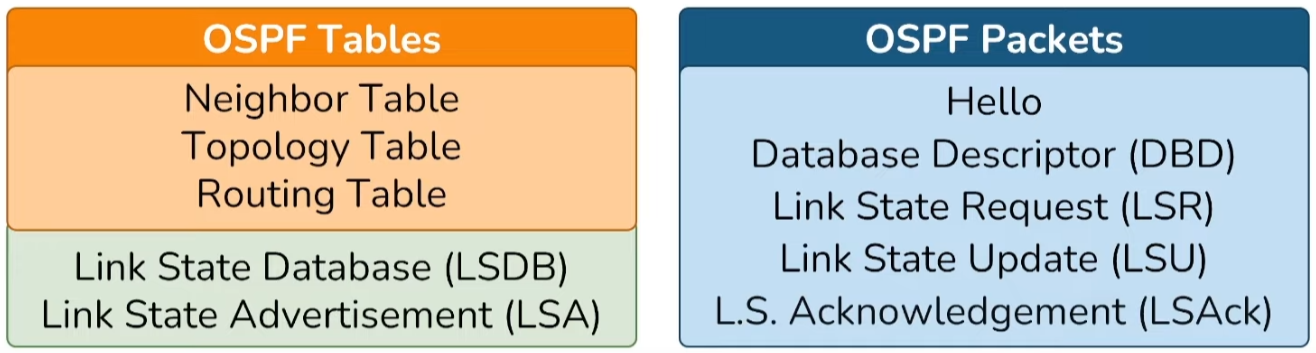 OSPF Tables
Neighbor Table
Topology Table
Routing Table
Link State Database (LSDB)
Link State Advertisement (LSA)
OSPF Packets
Hello
Database Descriptor (DBD)
Link State Request (LSR)
Link State Update (LSU)
L.S. Acknowledgement (LSAck)